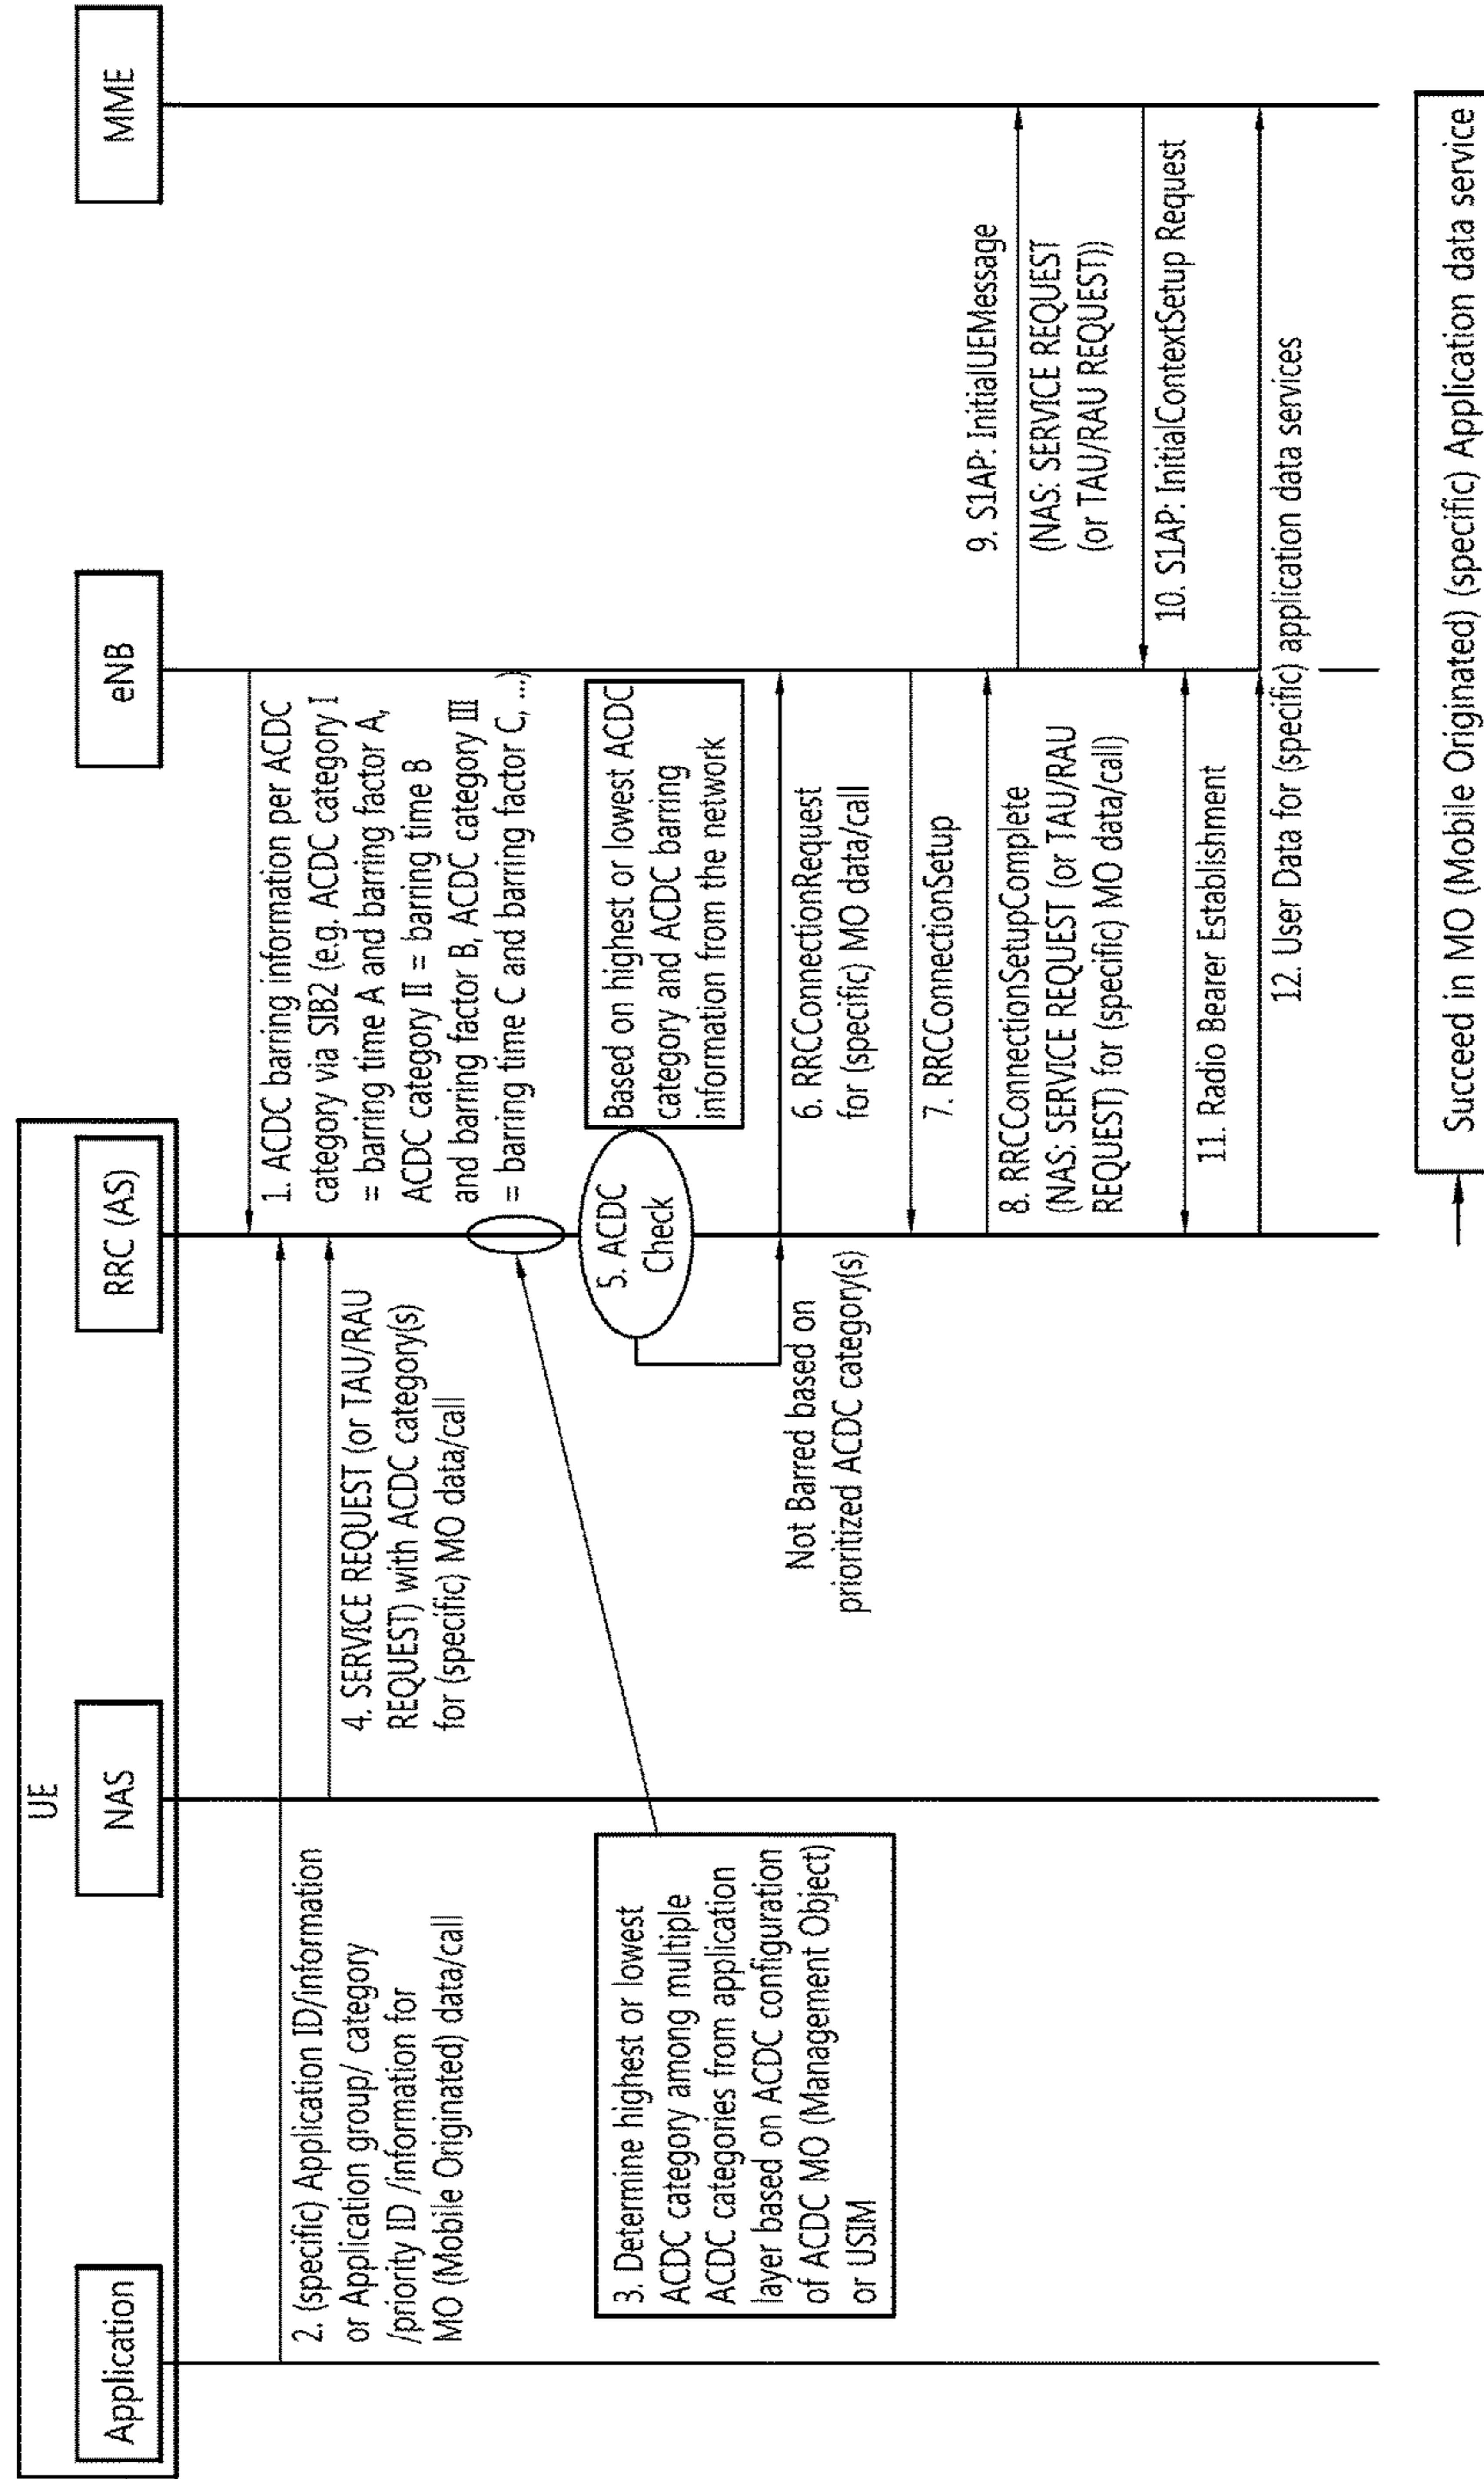 UE
Application
NAS
RRC (AS)
eNB
MME
1. ACDC barring information per ACDC
category via SIB2 (e.g. ACDC category I
= barring time A and barring factor A,
ACDC category II = baring time B
and barring factor B, ACDC category III
= barring time C and barring factor C, ...)
2. (specific) Application ID/information
or Application group/ category
/priority ID /information for
MO (Mobile Originated) data/call
4. SERVICE REQUEST (or TAU/RAU
REQUEST) with ACDC category(s)
for (specific) MO data/call
3. Determine highest or lowest
ACDC category among multiple
ACDC categories from application
layer based on ACDC configuration
of ACDC MO (Management Object)
or USIM
5. ACDC
Check
Based on highest or lowest ACDC
category and ACDC barring
information from the network
Not Barred based on
prioritized ACDC category(s)
6. RRCConnectionRequest
for (specific) MO data/call
7. RRCConnectionSetup
8. RRCConnectionSetupComplete
(NAS: SERVICE REQUEST (or TAU/RAU
REQUEST) for (specific) MO data/call)
9. S1AP: InitialUEMessage
(NAS: SERVICE REQUEST
(or TAU/RAU REQUEST))
10. S1AP: InitialContextSetup Request
11. Radio Bearer Establishment
12. User Data for (specific) application data services
Succeed in MO (Mobile Originated) (specific) Application data service